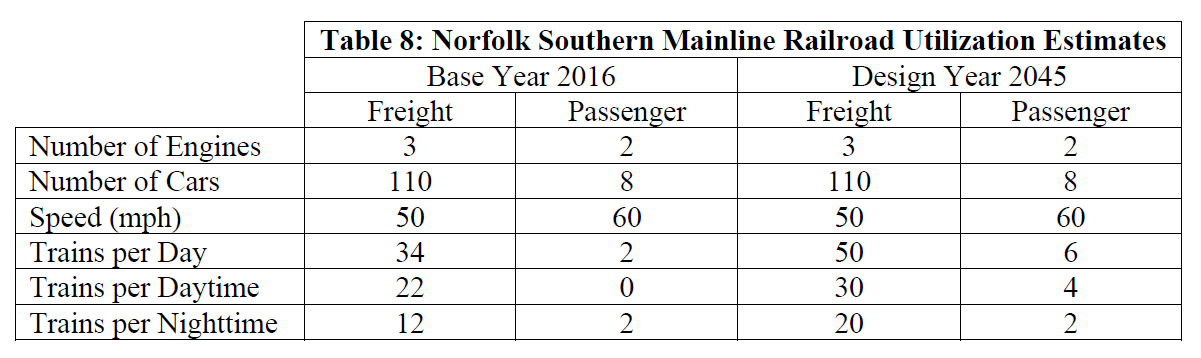 Table 8: Norfolk Southern Mainline Railroad Utilization Estimates
Base Year 2016 Design Year 2045
Freight Passenger Freight Passenger
Number of Engines 3 2 3 2
Number of Cars 110 8 110 8
Speed (mph) 50 60 50 60
Trains per Day 34 2 50 6
Trains per Daytime 22 0 30 4
Trains per Nighttime 12 2 20 2